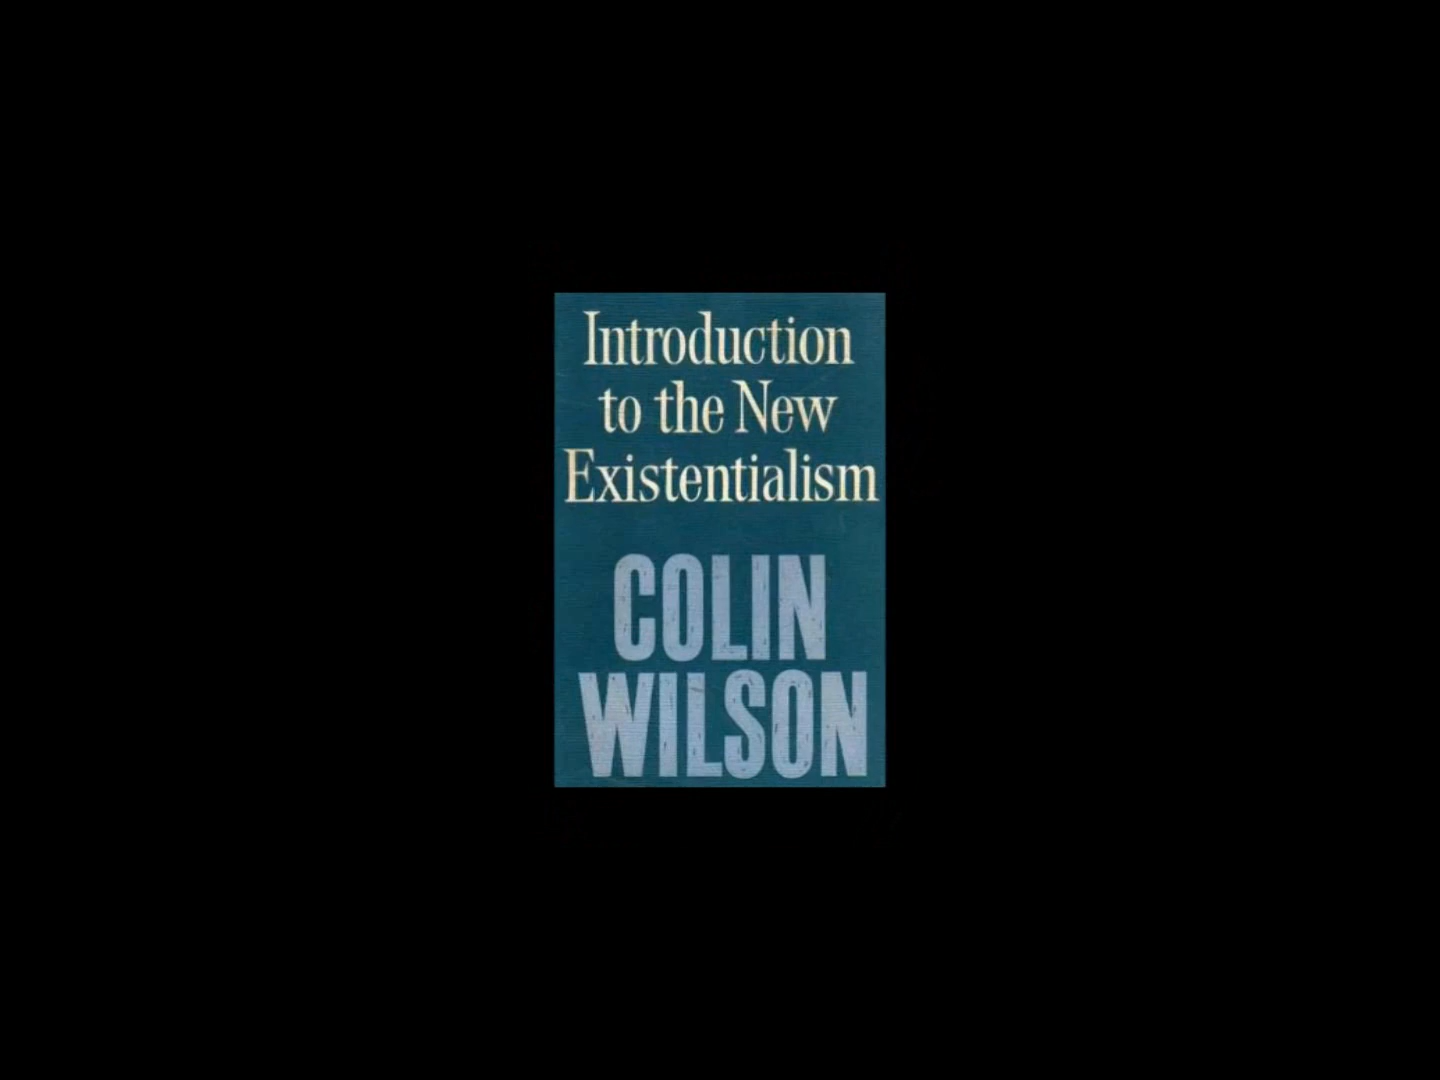 Introduction
to the New
Existentialism
COLIN
WILSON